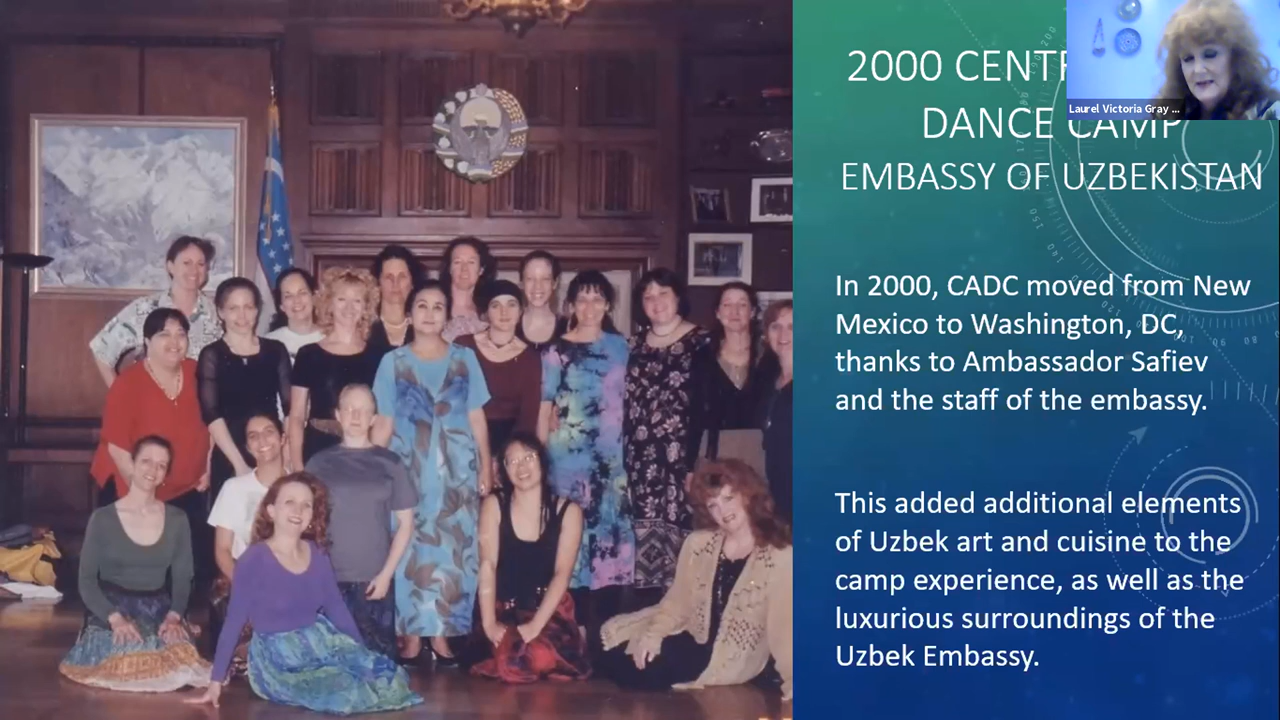 2000 CENT
DANCE CAMP
EMBASSY OF UZBEKISTAN
Laurel Victoria Gray ...
In 2000, CADC moved from New
Mexico to Washington, DC,
thanks to Ambassador Safiev
and the staff of the embassy.
This added additional elements
of Uzbek art and cuisine to the
camp experience, as well as the
luxurious surroundings of the
Uzbek Embassy.